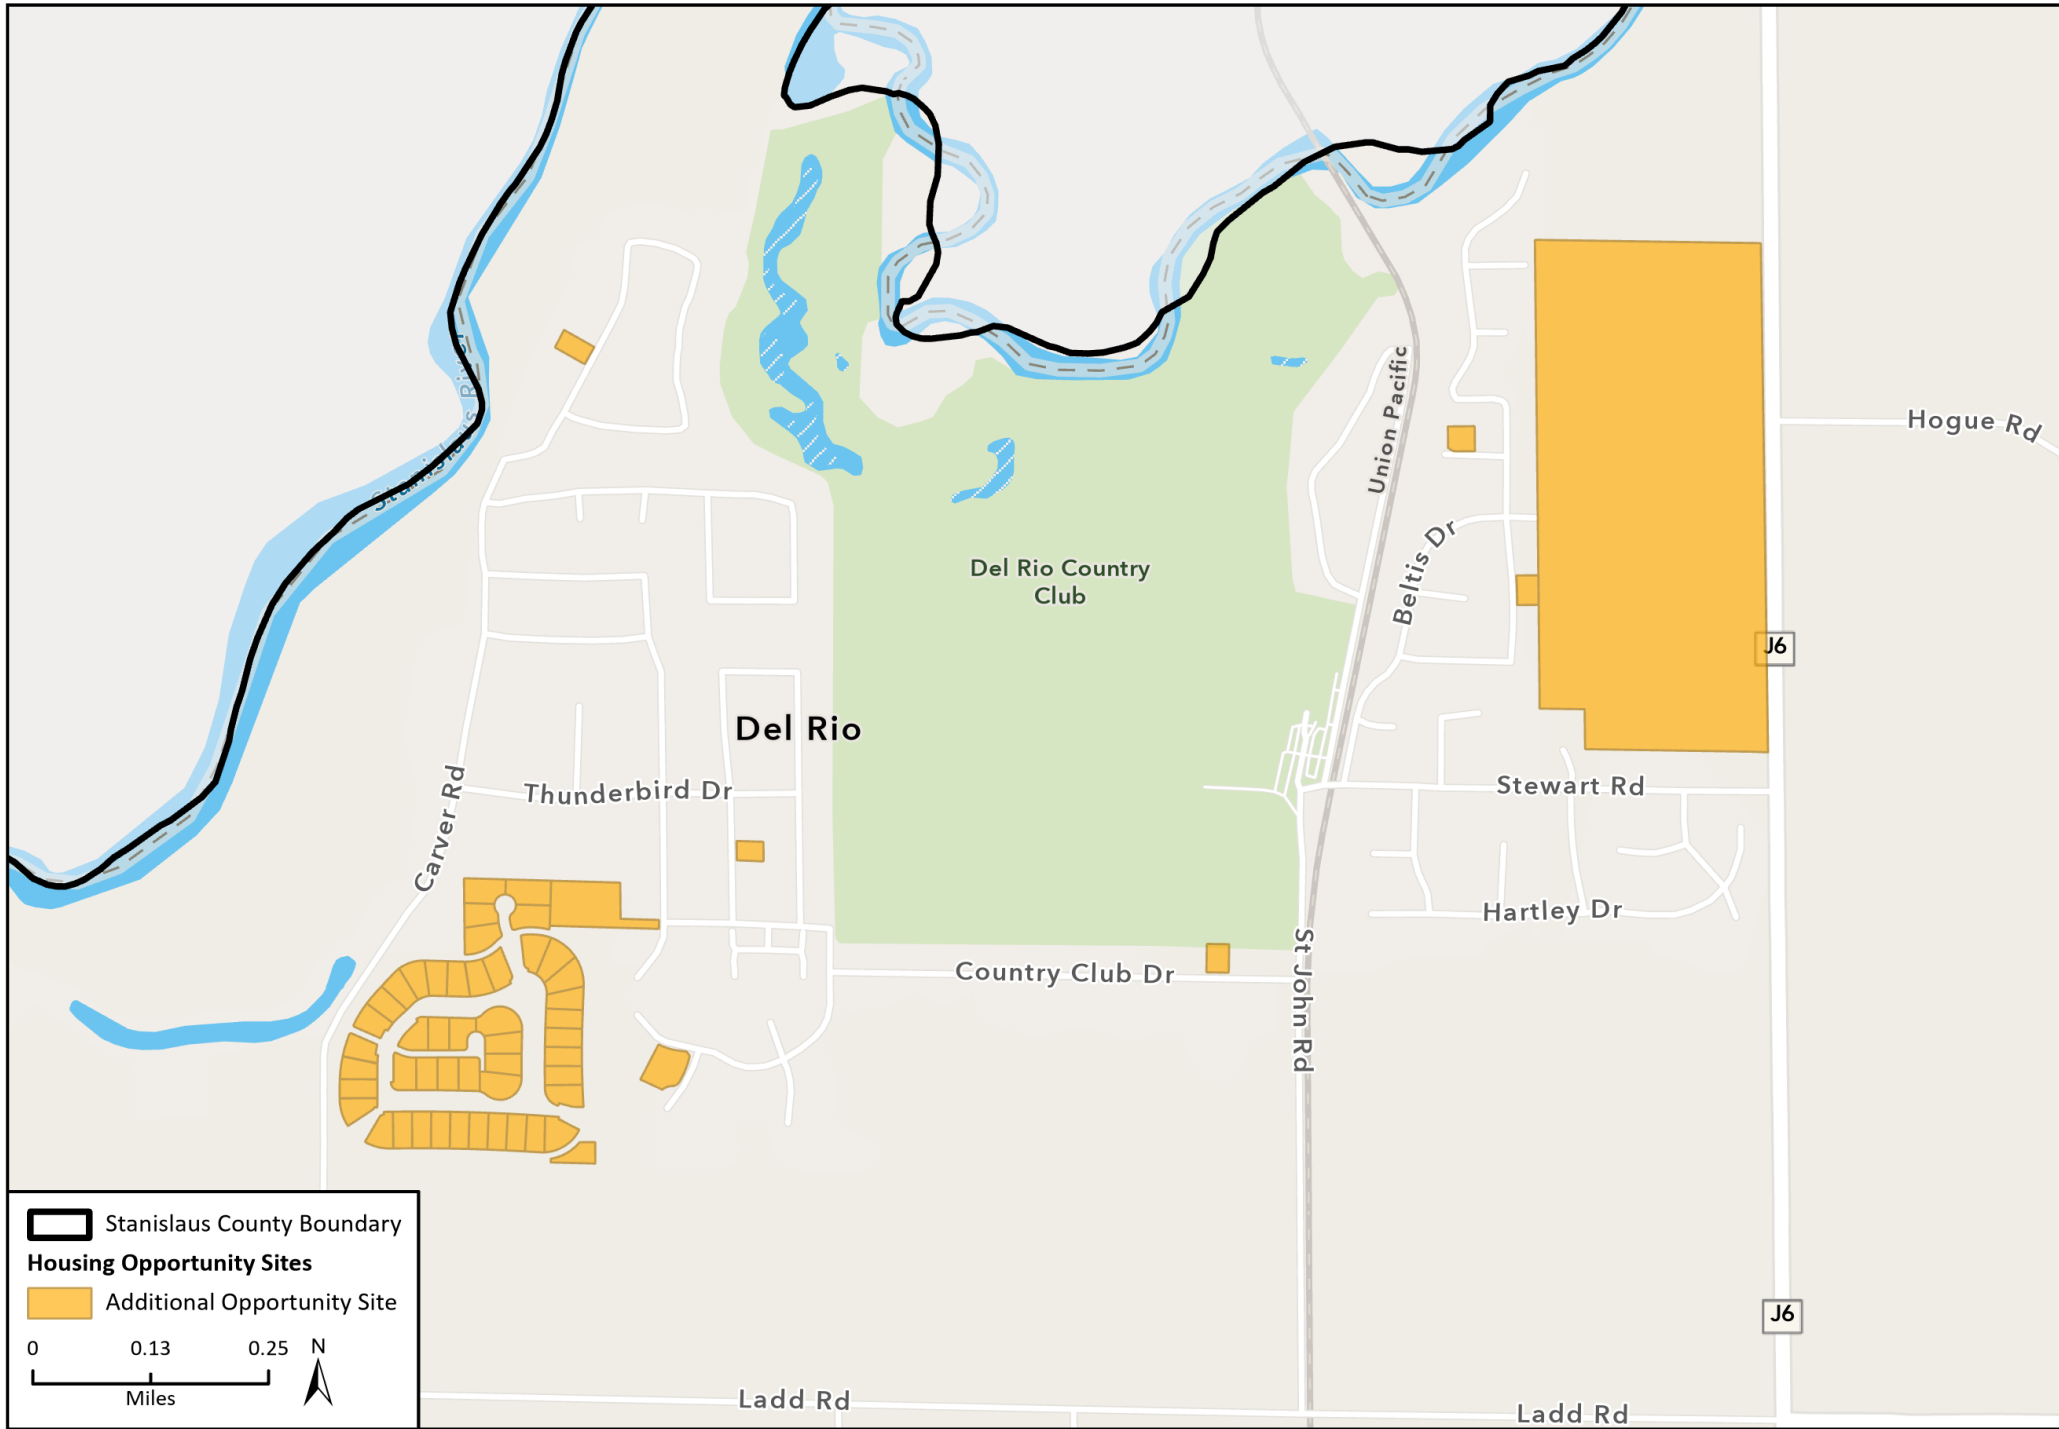 Stanislaus River
Hogue Rd
Union Pacific
Beltis Dr
Del Rio Country
Club
J6
Del Rio
Thunderbird Dr
Stewart Rd
Carver Rd
Hartley Dr
Country Club Dr
St John Rd
Stanislaus County Boundary
Housing Opportunity Sites
Additional Opportunity Site
0 0.13 0.25 N
Miles
J6
Ladd Rd
Ladd Rd